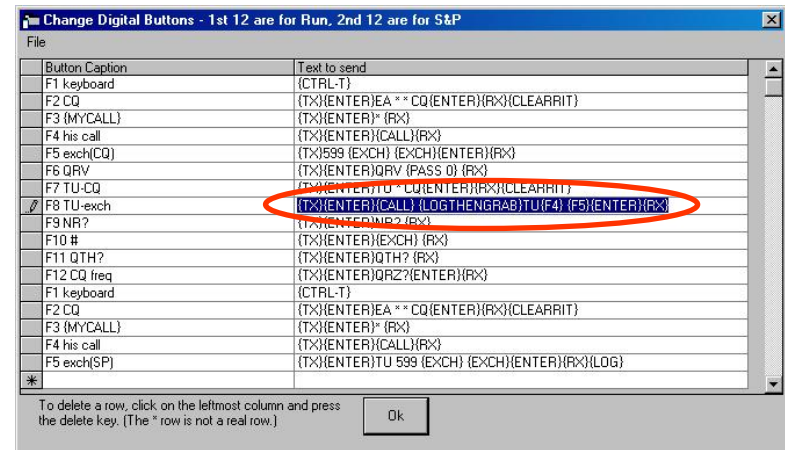 Change Digital Buttons - 1st 12 are for Run, 2nd 12 are for S&P
File
Button Caption Text to send
F1 keyboard {CTRL-T}
F2 CQ {TX}{ENTER}EA * * CQ{ENTER}{RX}{CLEARRIT}
F3 {MYCALL} {TX}{ENTER}* {RX}
F4 his call {TX}{ENTER}{CALL}{RX}
F5 exch(CQ) {TX}599 {EXCH} {EXCH}{ENTER}{RX}
F6 QRV {TX}{ENTER}QRV {PASS 0} {RX}
F7 TU-CQ {TX}{ENTER}TU * CQ{ENTER}{RX}{CLEARRIT}
F8 TU-exch {TX}{ENTER}{CALL} {LOGTHENGRAB}TU{F4} {F5}{ENTER}{RX}
F9 NR? {TX}{ENTER}NR? {RX}
F10 # {TX}{ENTER}{EXCH} {RX}
F11 QTH? {TX}{ENTER}QTH? {RX}
F12 CQ freq {TX}{ENTER}QRZ?{ENTER}{RX}
F1 keyboard {CTRL-T}
F2 CQ {TX}{ENTER}EA * * CQ{ENTER}{RX}{CLEARRIT}
F3 {MYCALL} {TX}{ENTER}* {RX}
F4 his call {TX}{ENTER}{CALL}{RX}
F5 exch(SP) {TX}{ENTER}TU 599 {EXCH} {EXCH}{ENTER}{RX}{LOG}
*
To delete a row, click on the leftmost column and press
the delete key. (The * row is not a real row.)
Ok